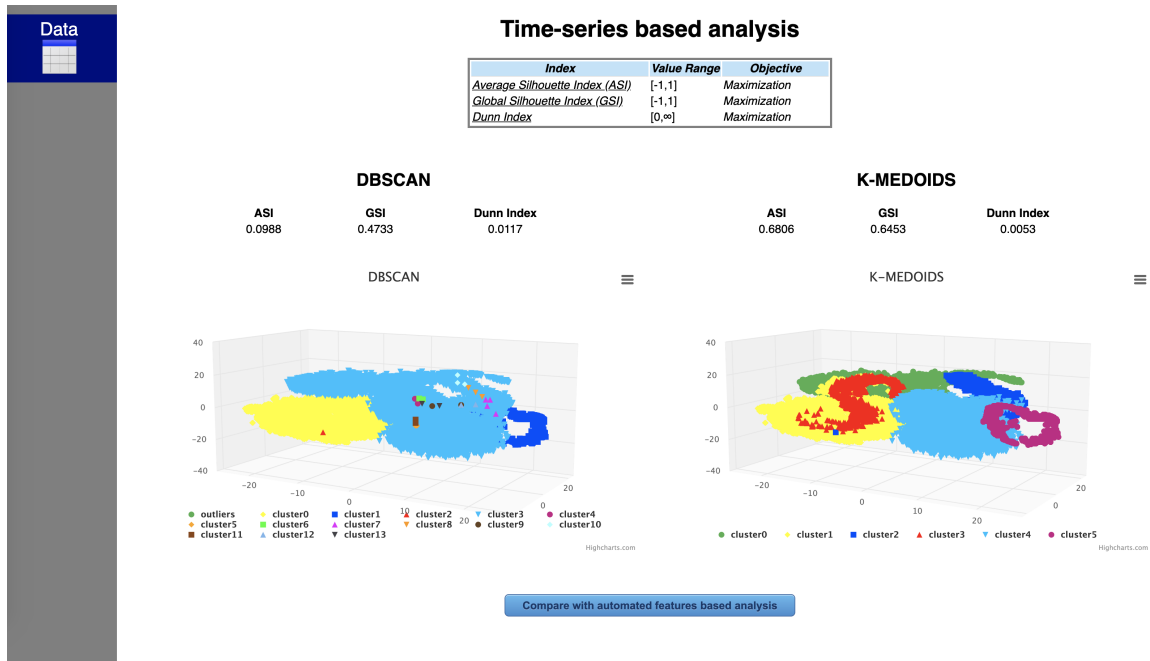 Data
Time-series based analysis
Index Value Range Objective
Average Silhouette Index (ASI) [-1,1] Maximization
Global Silhouette Index (GSI) [-1,1] Maximization
Dunn Index [0,∞] Maximization
DBSCAN K-MEDOIDS
ASI GSI Dunn Index ASI GSI Dunn Index
0.0988 0.4733 0.0117 0.6806 0.6453 0.0053
DBSCAN
40
20
0
−20
−40
−20
−10
0
10
20
0
20
outliers cluster0 cluster1 cluster2 cluster3 cluster4
cluster5 cluster6 cluster7 cluster8 cluster9 cluster10
cluster11 cluster12 cluster13
Highcharts.com
K−MEDOIDS
40
20
0
−20
−40
−20
−10
0
10
20
0
20
cluster0 cluster1 cluster2 cluster3 cluster4 cluster5
Highcharts.com
Compare with automated features based analysis